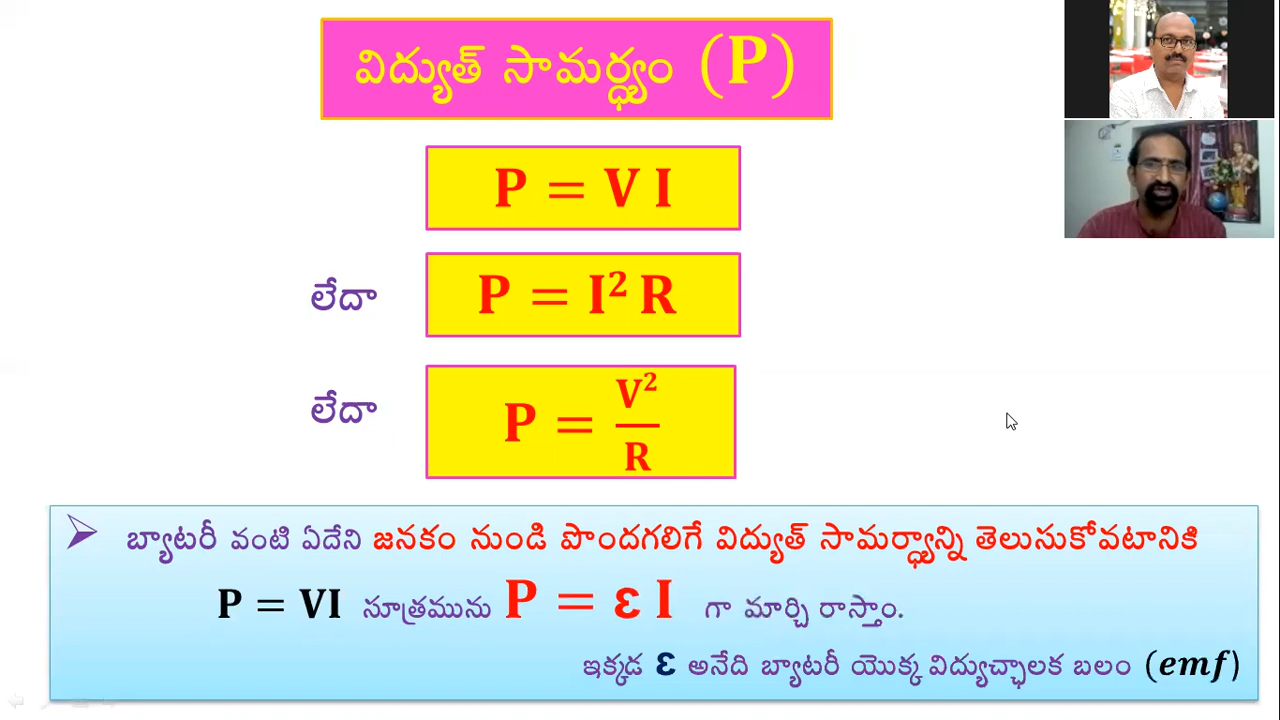 విద్యుత్ సామర్థ్యం (P)
P = V I
లేదా P = I² R
లేదా P = V²/R
➢ బ్యాటరీ వంటి ఏదేని జనకం నుండి పొందగలిగే విద్యుత్ సామర్థ్యాన్ని తెలుసుకోవటానికి
P = VI సూత్రమును P = ε I గా మార్చి రాస్తాం.
ఇక్కడ ε అనేది బ్యాటరీ యొక్క విద్యుచ్ఛాలక బలం (emf)